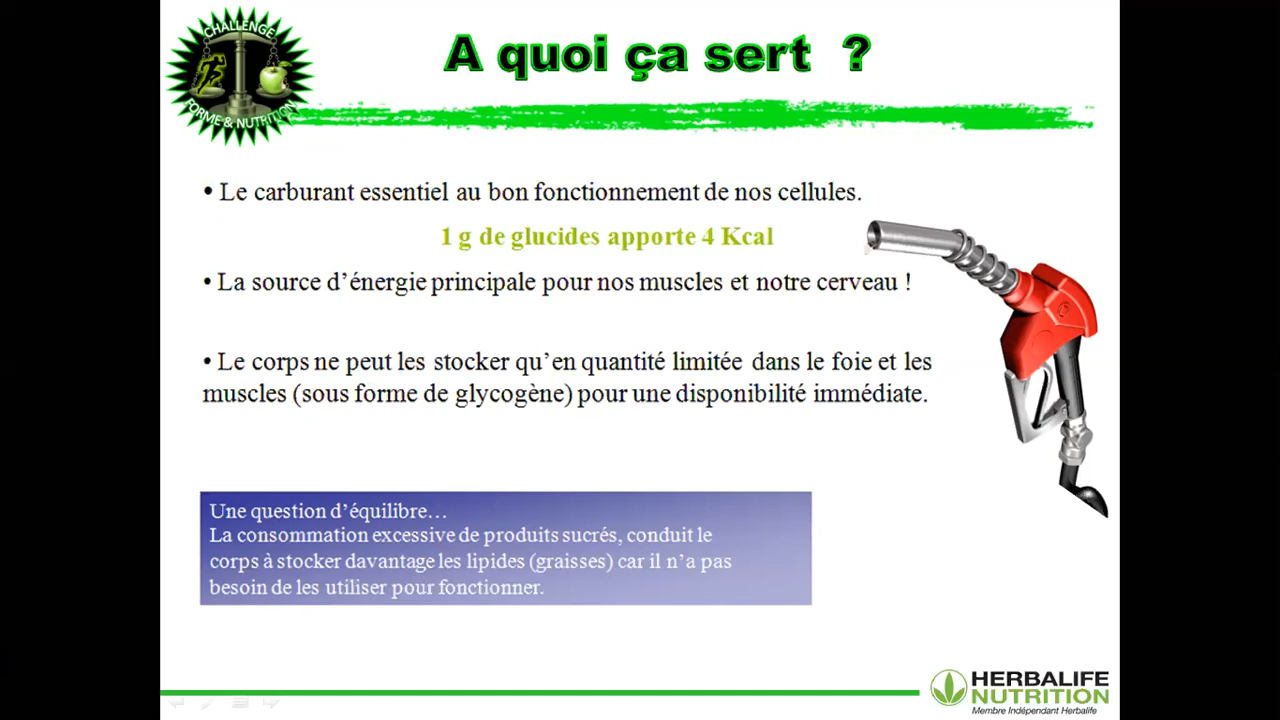 CHALLENGE
FORME & NUTRITION
A quoi ça sert ?
• Le carburant essentiel au bon fonctionnement de nos cellules.
1 g de glucides apporte 4 Kcal
• La source d’énergie principale pour nos muscles et notre cerveau !
• Le corps ne peut les stocker qu’en quantité limitée dans le foie et les
muscles (sous forme de glycogène) pour une disponibilité immédiate.
Une question d’équilibre…
La consommation excessive de produits sucrés, conduit le
corps à stocker davantage les lipides (graisses) car il n’a pas
besoin de les utiliser pour fonctionner.
HERBALIFE
NUTRITION
Membre Indépendant Herbalife